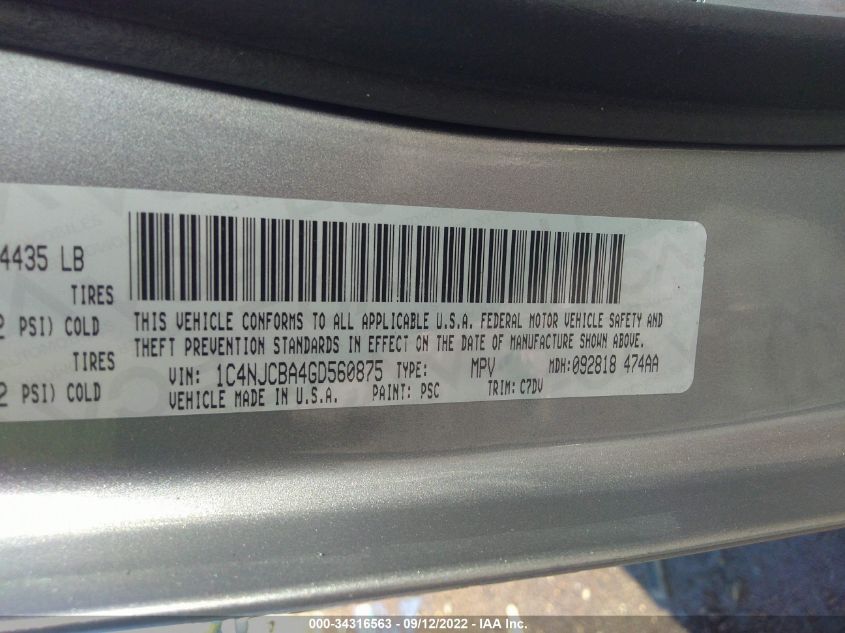 4435 LB
TIRES
PSI) COLD
TIRES
PSI) COLD
THIS VEHICLE CONFORMS TO ALL APPLICABLE U.S.A. FEDERAL MOTOR VEHICLE SAFETY AND
THEFT PREVENTION STANDARDS IN EFFECT ON THE DATE OF MANUFACTURE SHOWN ABOVE.
VIN: 1C4NJCBA4GD560875 TYPE: MPV MDH:092818 474AA
VEHICLE MADE IN U.S.A. PAINT: PSC TRIM: C7DV
000-34316563 - 09/12/2022 - IAA Inc.